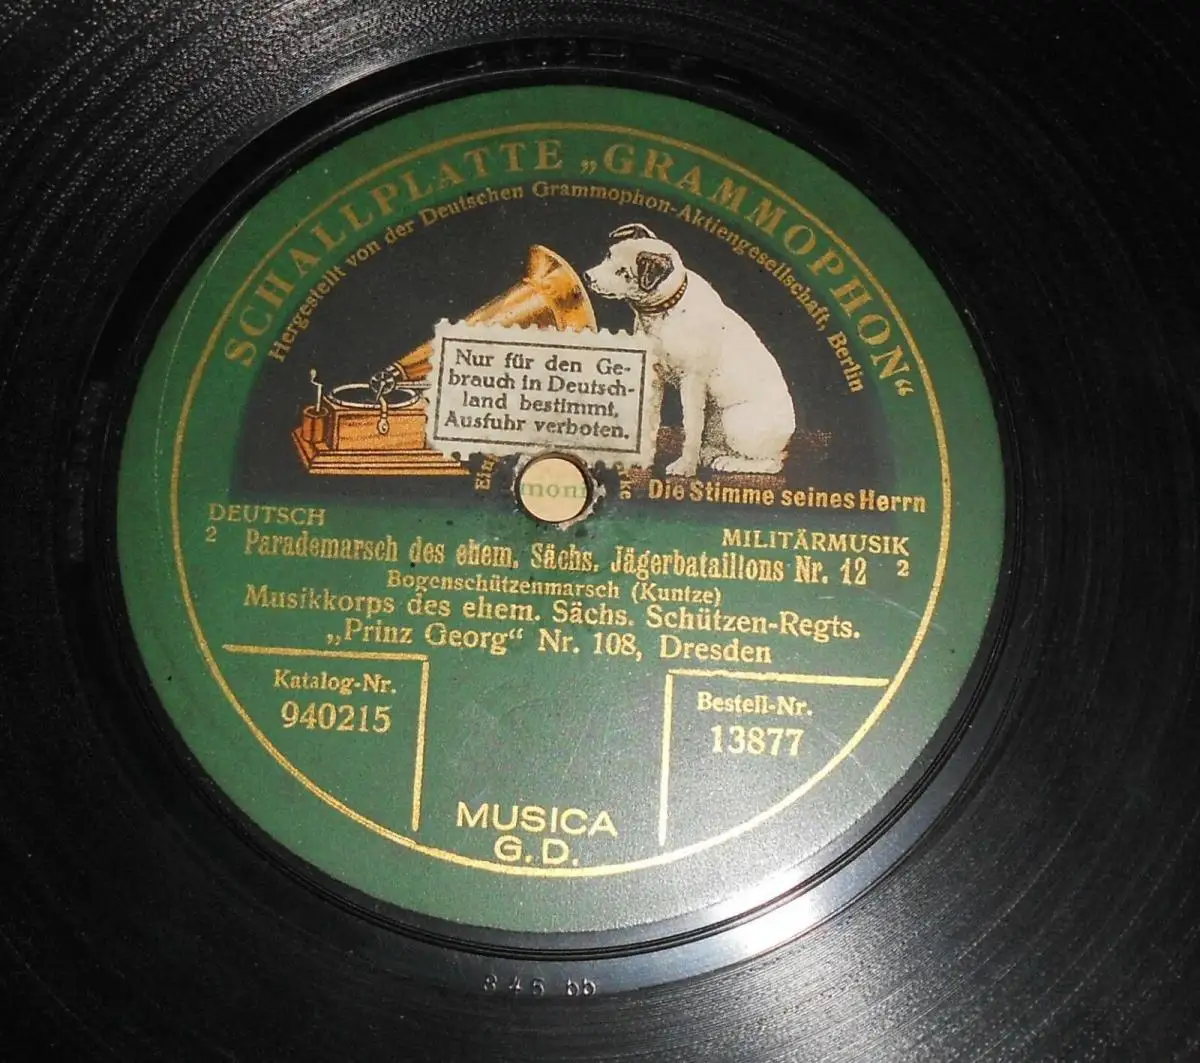 SCHALLPLATTE „GRAMMOPHON“
Hergestellt von der Deutschen Grammophon-Aktiengesellschaft, Berlin
Nur für den Ge-
brauch in Deutsch-
land bestimmt,
Ausfuhr verboten.
Die Stimme seines Herrn
DEUTSCH
MILITÄRMUSIK
2 Parademarsch des ehem. Sächs. Jägerbataillons Nr. 12 2
Bogenschützenmarsch (Kuntze)
Musikkorps des ehem. Sächs. Schützen-Regts.
„Prinz Georg“ Nr. 108, Dresden
Katalog-Nr.
940215
Bestell-Nr.
13877
MUSICA
G.D.